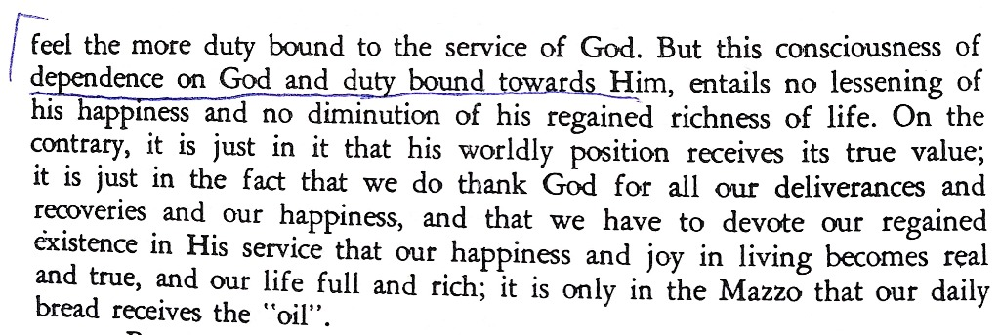 feel the more duty bound to the service of God. But this consciousness of
dependence on God and duty bound towards Him, entails no lessening of
his happiness and no diminution of his regained richness of life. On the
contrary, it is just in it that his worldly position receives its true value;
it is just in the fact that we do thank God for all our deliverances and
recoveries and our happiness, and that we have to devote our regained
existence in His service that our happiness and joy in living becomes real
and true, and our life full and rich; it is only in the Mazzo that our daily
bread receives the "oil".